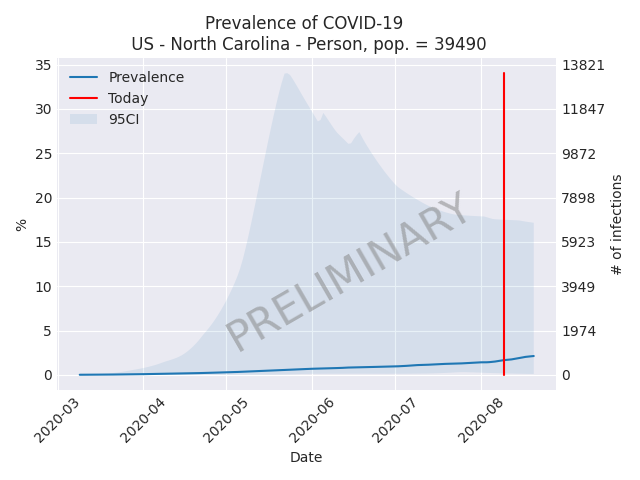 Prevalence of COVID-19
US - North Carolina - Person, pop. = 39490
Prevalence
Today
95CI
35
30
25
20
15
10
5
0
%
13821
11847
9872
7898
5923
3949
1974
0
# of infections
PRELIMINARY
2020-03
2020-04
2020-05
2020-06
2020-07
2020-08
Date